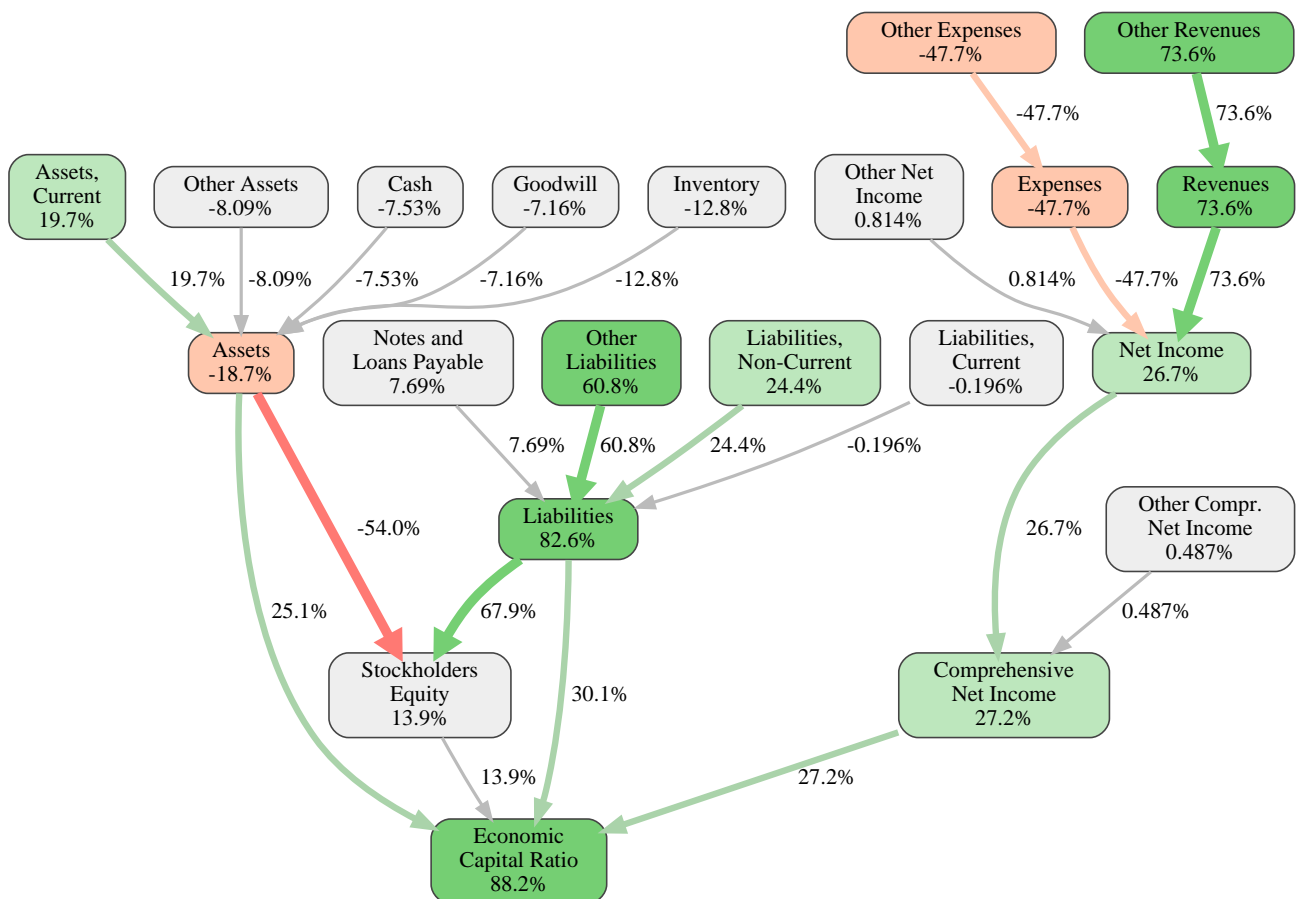 Other Expenses
-47.7%
Other Revenues
73.6%
-47.7%
73.6%
Assets,
Current
19.7%
Other Assets
-8.09%
Cash
-7.53%
Goodwill
-7.16%
Inventory
-12.8%
Other Net
Income
0.814%
Expenses
-47.7%
Revenues
73.6%
19.7%
-8.09%
-7.53%
-7.16%
-12.8%
0.814%
-47.7%
73.6%
Assets
-18.7%
Notes and
Loans Payable
7.69%
Other
Liabilities
60.8%
Liabilities,
Non-Current
24.4%
Liabilities,
Current
-0.196%
Net Income
26.7%
7.69%
60.8%
24.4%
-0.196%
Liabilities
82.6%
-54.0%
26.7%
Other Compr.
Net Income
0.487%
25.1%
67.9%
0.487%
Stockholders
Equity
13.9%
30.1%
Comprehensive
Net Income
27.2%
13.9%
27.2%
Economic
Capital Ratio
88.2%